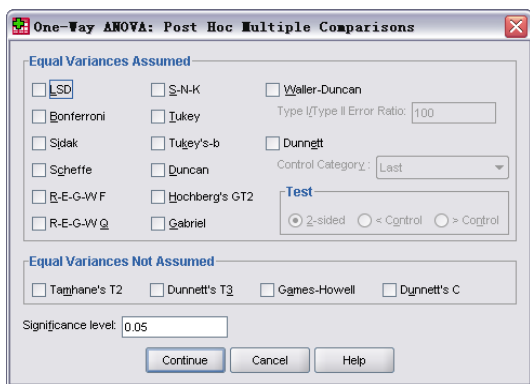 One-Way ANOVA: Post Hoc Multiple Comparisons
Equal Variances Assumed
LSD
S-N-K
Waller-Duncan
Bonferroni
Tukey
Type I/Type II Error Ratio: 100
Sidak
Tukey's-b
Dunnett
Scheffe
Duncan
Control Category: Last
R-E-G-W F
Hochberg's GT2
Test
R-E-G-W Q
Gabriel
2-sided
< Control
> Control
Equal Variances Not Assumed
Tamhane's T2
Dunnett's T3
Games-Howell
Dunnett's C
Significance level: 0.05
Continue
Cancel
Help